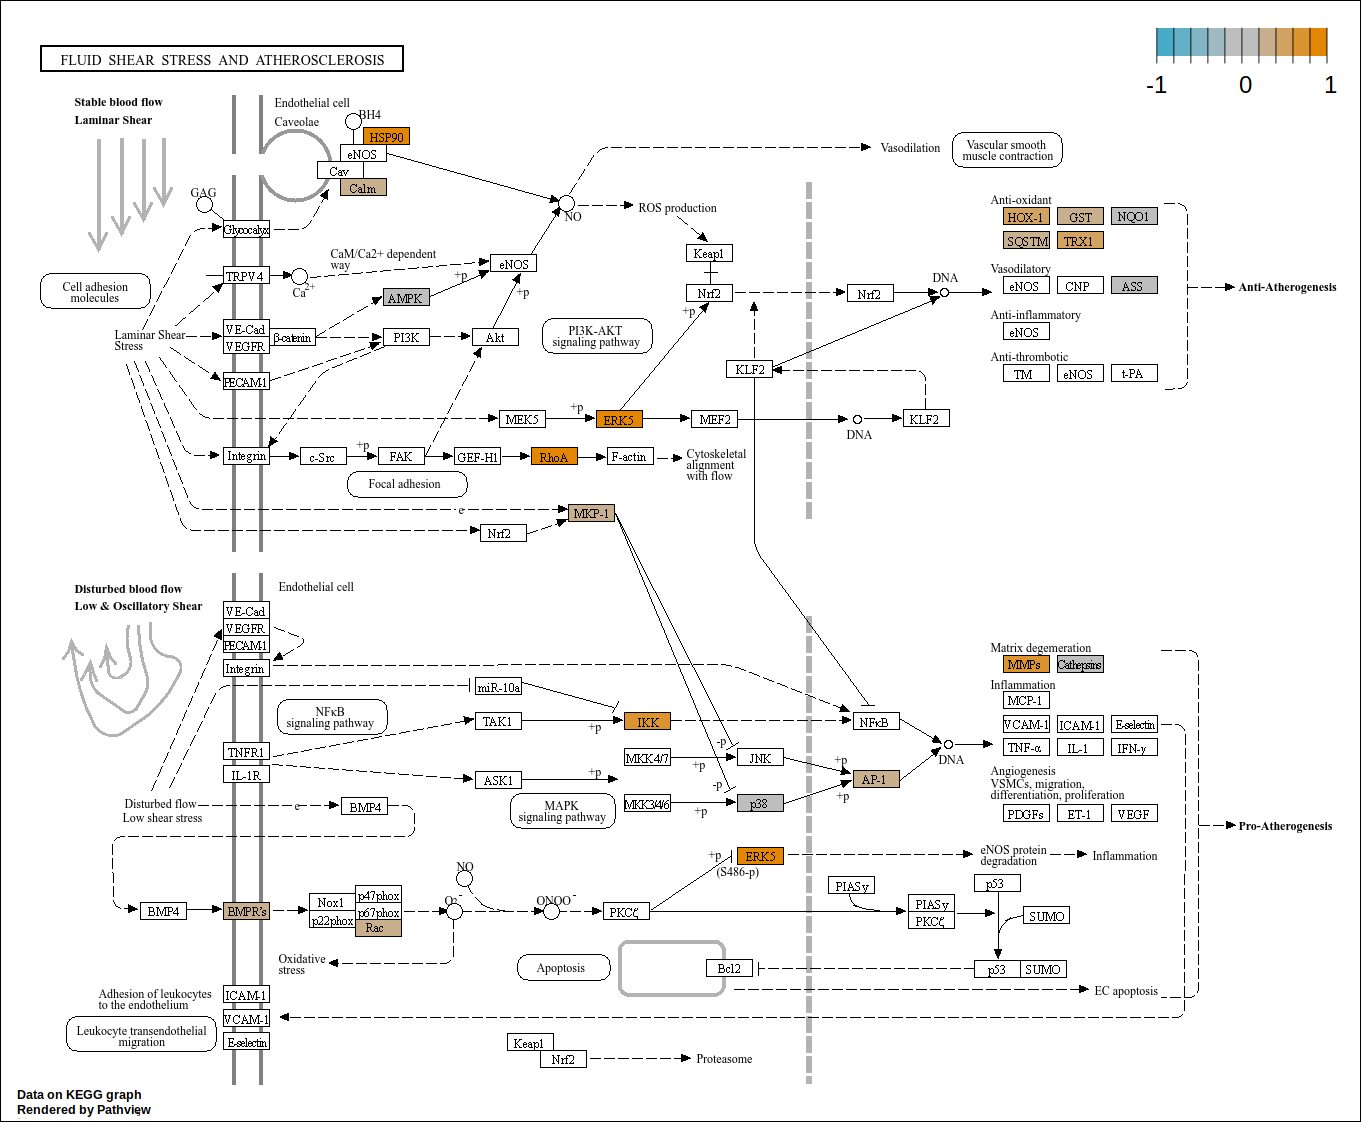 FLUID SHEAR STRESS AND ATHEROSCLEROSIS
-1 0 1
Stable blood flow
Laminar Shear
Endothelial cell
Caveolae
BH4
HSP90
eNOS
Cav
Calm
GAG
Glycocalyx
NO
Vasodilation
Vascular smooth
muscle contraction
ROS production
Keap1
Nrf2
+p
Nrf2
DNA
Anti-oxidant
HOX-1 GST NQO1
SQSTM TRX1
Vasodilatory
eNOS CNP ASS
Anti-inflammatory
eNOS
Anti-thrombotic
TM eNOS t-PA
Anti-Atherogenesis
Cell adhesion
molecules
TRPV4
Ca2+
CaM/Ca2+ dependent
way
eNOS
+p
+p
AMPK
Laminar Shear
Stress
VE-Cad
VEGFR
β-catenin
PI3K
Akt
PI3K-AKT
signaling pathway
PECAM-1
KLF2
MEK5
+p
ERK5
MEF2
DNA
KLF2
Integrin
c-Src
+p
FAK
GEF-H1
RhoA
F-actin
Cytoskeletal
alignment
with flow
Focal adhesion
e
MKP-1
Nrf2
Disturbed blood flow
Low & Oscillatory Shear
Endothelial cell
VE-Cad
VEGFR
PECAM-1
Integrin
miR-10a
NFκB
signaling pathway
TAK1
+p
IKK
NFκB
TNFR1
IL-1R
ASK1
+p
MKK4/7
+p
-p
JNK
+p
AP-1
+p
DNA
MAPK
signaling pathway
MKK3/4/6
+p
-p
p38
Matrix degeneration
MMPs Cathepsins
Inflammation
MCP-1
VCAM-1 ICAM-1 E-selectin
TNF-α IL-1 IFN-γ
Angiogenesis
VSMCs, migration,
differentiation, proliferation
PDGFs ET-1 VEGF
Pro-Atherogenesis
Disturbed flow
Low shear stress
e
BMP4
BMP4
BMPR's
Nox1
p22phox
p47phox
p67phox
Rac
O2-
NO
ONOO-
PKCζ
+p
(S486-p)
ERK5
eNOS protein
degradation
Inflammation
PIASy
PIASy
PKCζ
p53
SUMO
p53 SUMO
Oxidative
stress
Apoptosis
Bcl2
EC apoptosis
Adhesion of leukocytes
to the endothelium
ICAM-1
VCAM-1
E-selectin
Leukocyte transendothelial
migration
Keap1
Nrf2
Proteasome
Data on KEGG graph
Rendered by Pathview